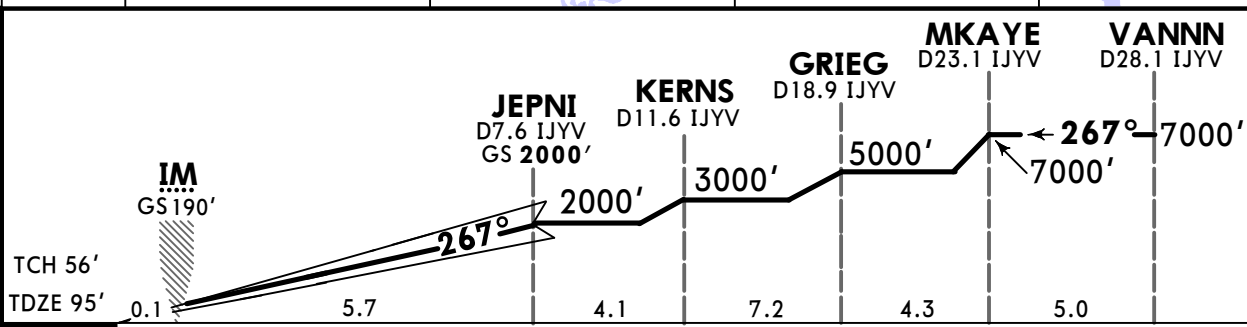 MKAYE
D23.1 IJYV
VANNN
D28.1 IJYV
GRIEG
D18.9 IJYV
KERNS
D11.6 IJYV
JEPNI
D7.6 IJYV
GS 2000'
267° 7000'
7000'
5000'
3000'
2000'
IM
GS190'
267°
TCH 56'
TDZE 95'
0.1 5.7 4.1 7.2 4.3 5.0